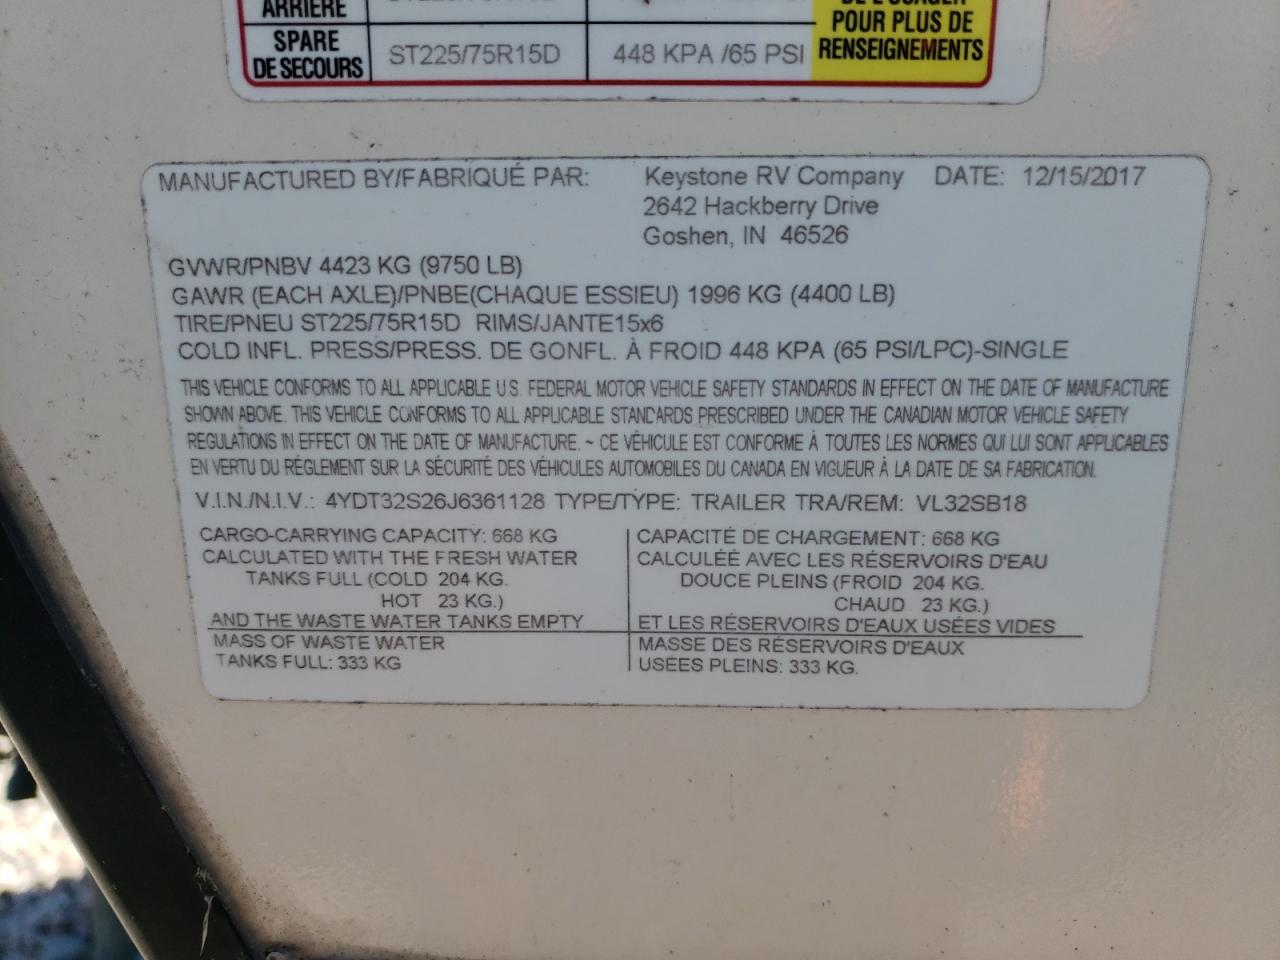 ARRIÈRE
SPARE
DE SECOURS
ST225/75R15D
448 KPA /65 PSI
POUR PLUS DE
RENSEIGNEMENTS
MANUFACTURED BY/FABRIQUÉ PAR: Keystone RV Company DATE: 12/15/2017
2642 Hackberry Drive
Goshen, IN 46526
GVWR/PNBV 4423 KG (9750 LB)
GAWR (EACH AXLE)/PNBE(CHAQUE ESSIEU) 1996 KG (4400 LB)
TIRE/PNEU ST225/75R15D RIMS/JANTE15x6
COLD INFL. PRESS/PRESS. DE GONFL. À FROID 448 KPA (65 PSI/LPC)-SINGLE
THIS VEHICLE CONFORMS TO ALL APPLICABLE U.S. FEDERAL MOTOR VEHICLE SAFETY STANDARDS IN EFFECT ON THE DATE OF MANUFACTURE
SHOWN ABOVE. THIS VEHICLE CONFORMS TO ALL APPLICABLE STANDARDS PRESCRIBED UNDER THE CANADIAN MOTOR VEHICLE SAFETY
REGULATIONS IN EFFECT ON THE DATE OF MANUFACTURE. ~ CE VÉHICULE EST CONFORME À TOUTES LES NORMES QUI LUI SONT APPLICABLES
EN VERTU DU RÉGLEMENT SUR LA SÉCURITÉ DES VÉHICULES AUTOMOBILES DU CANADA EN VIGUEUR À LA DATE DE SA FABRICATION.
V.I.N./N.I.V.: 4YDT32S26J6361128 TYPE/TYPE: TRAILER TRA/REM: VL32SB18
CARGO-CARRYING CAPACITY: 668 KG
CALCULATED WITH THE FRESH WATER
TANKS FULL (COLD 204 KG.
HOT 23 KG.)
AND THE WASTE WATER TANKS EMPTY
MASS OF WASTE WATER
TANKS FULL: 333 KG
CAPACITÉ DE CHARGEMENT: 668 KG
CALCULÉE AVEC LES RÉSERVOIRS D'EAU
DOUCE PLEINS (FROID 204 KG.
CHAUD 23 KG.)
ET LES RÉSERVOIRS D'EAUX USÉES VIDES
MASSE DES RÉSERVOIRS D'EAUX
USÉES PLEINS: 333 KG.